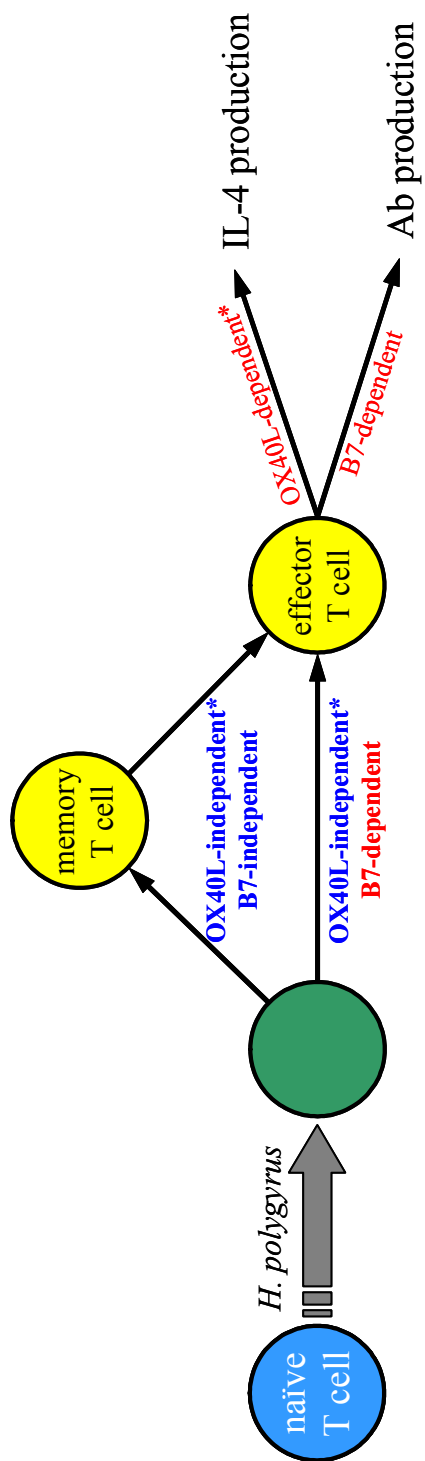 naïve
T cell
H. polygyrus
memory
T cell
OX40L-independent*
B7-independent
OX40L-independent*
B7-dependent
effector
T cell
OX40L-dependent*
B7-dependent
IL-4 production
Ab production